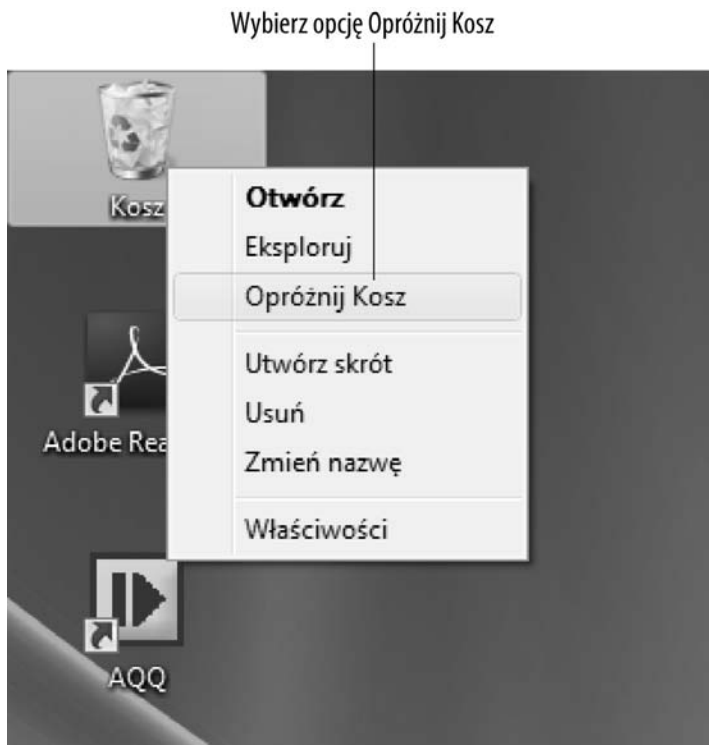 Wybierz opcję Opróżnij Kosz
Kosz
Otwórz
Eksploruj
Opróżnij Kosz
Utwórz skrót
Usuń
Zmień nazwę
Właściwości
Adobe Rea
AQQ